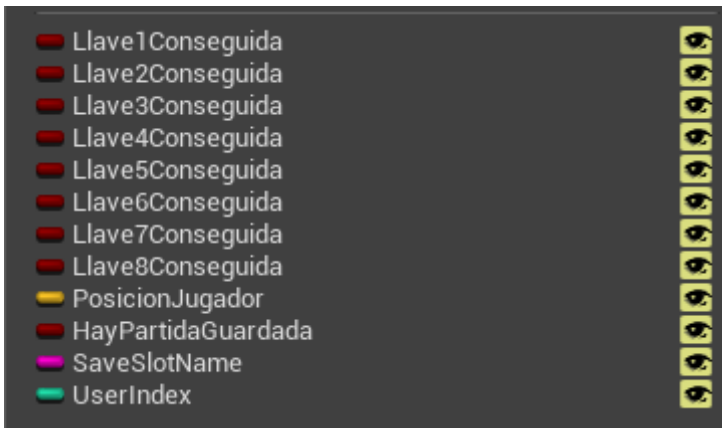 Llave1Conseguida
Llave2Conseguida
Llave3Conseguida
Llave4Conseguida
Llave5Conseguida
Llave6Conseguida
Llave7Conseguida
Llave8Conseguida
PosicionJugador
HayPartidaGuardada
SaveSlotName
UserIndex